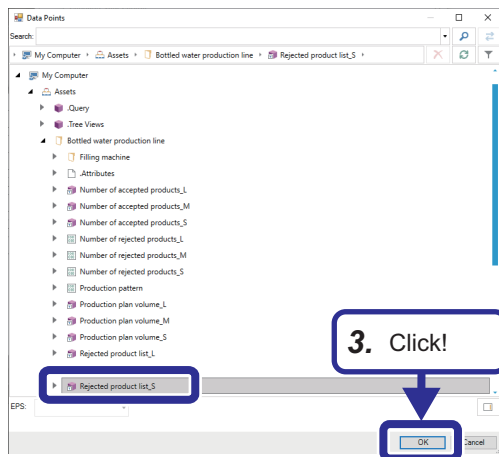 Data Points
Search:
My Computer Assets Bottled water production line Rejected product list_S
My Computer
Assets
.Query
.Tree Views
Bottled water production line
Filling machine
.Attributes
Number of accepted products_L
Number of accepted products_M
Number of accepted products_S
Number of rejected products_L
Number of rejected products_M
Number of rejected products_S
Production pattern
Production plan volume_L
Production plan volume_M
Production plan volume_S
Rejected product list_L
3. Click!
Rejected product list_S
EPS:
OK Cancel